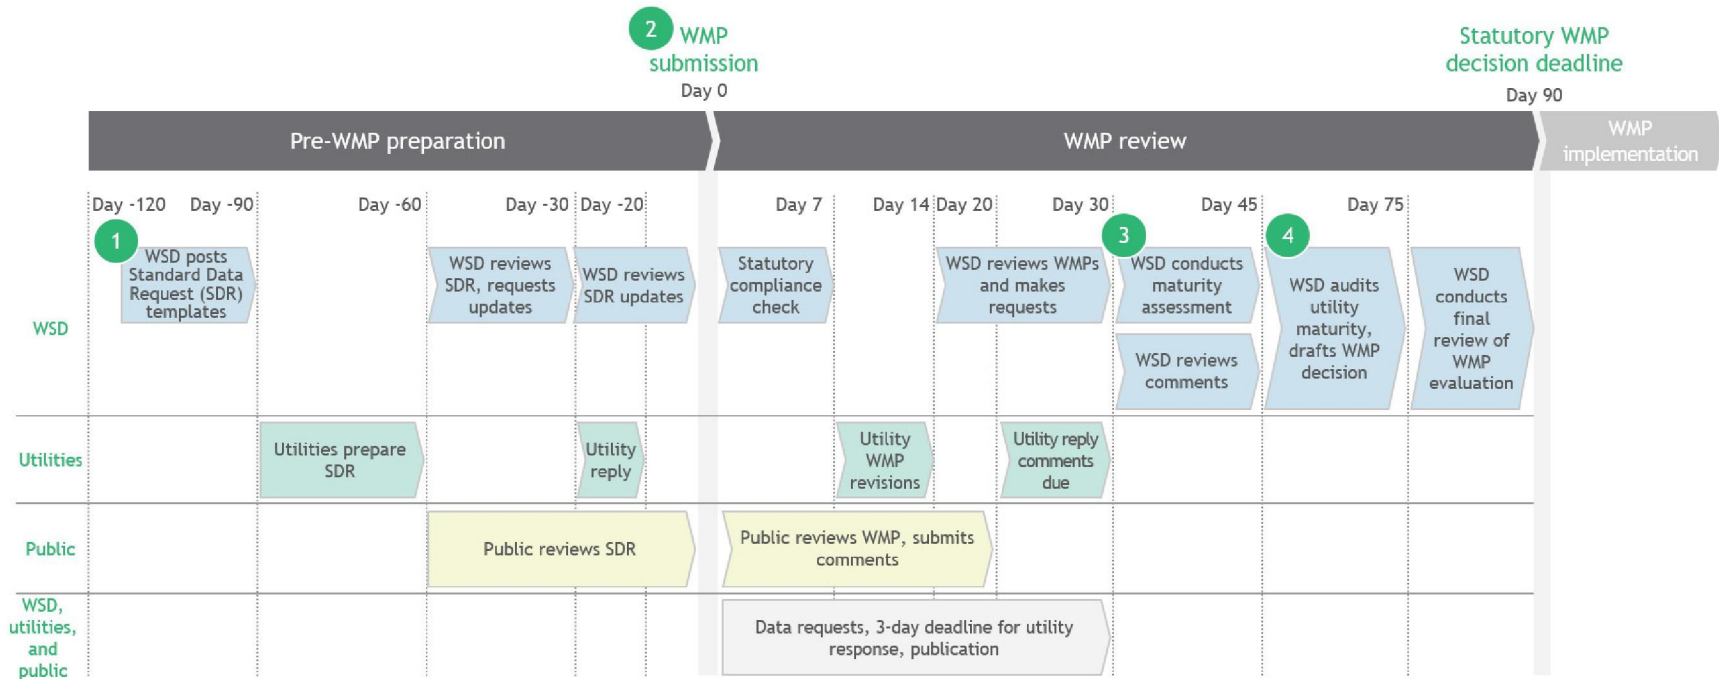 2
WMP
submission
Day 0
Statutory WMP
decision deadline
Day 90
Pre-WMP preparation
WMP review
WMP
implementation
Day -120
Day -90
Day -60
Day -30
Day -20
Day 7
Day 14
Day 20
Day 30
Day 45
Day 75
WSD
1
WSD posts
Standard Data
Request (SDR)
templates
WSD reviews
SDR, requests
updates
WSD reviews
SDR updates
Statutory
compliance
check
WSD reviews WMPs
and makes
requests
3
WSD conducts
maturity
assessment
WSD reviews
comments
4
WSD audits
utility
maturity,
drafts WMP
decision
WSD
conducts
final
review of
WMP
evaluation
Utilities
Utilities prepare
SDR
Utility
reply
Utility
WMP
revisions
Utility reply
comments
due
Public
Public reviews SDR
Public reviews WMP, submits
comments
WSD,
utilities,
and
public
Data requests, 3-day deadline for utility
response, publication